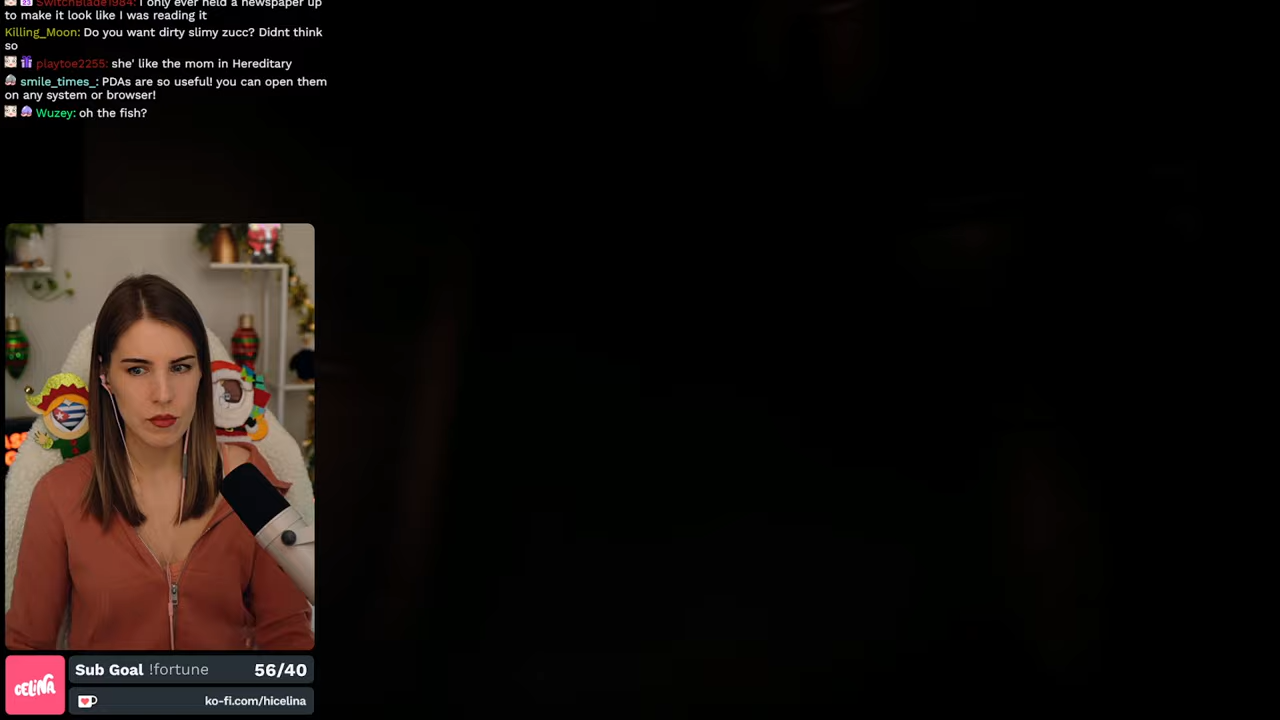 SwitchBlade1984: I only ever held a newspaper up
to make it look like I was reading it
Killing_Moon: Do you want dirty slimy zucc? Didnt think
so
playtoe2255: she' like the mom in Hereditary
smile_times_: PDAs are so useful! you can open them
on any system or browser!
Wuzey: oh the fish?
CELINA
Sub Goal !fortune 56/40
ko-fi.com/hicelina